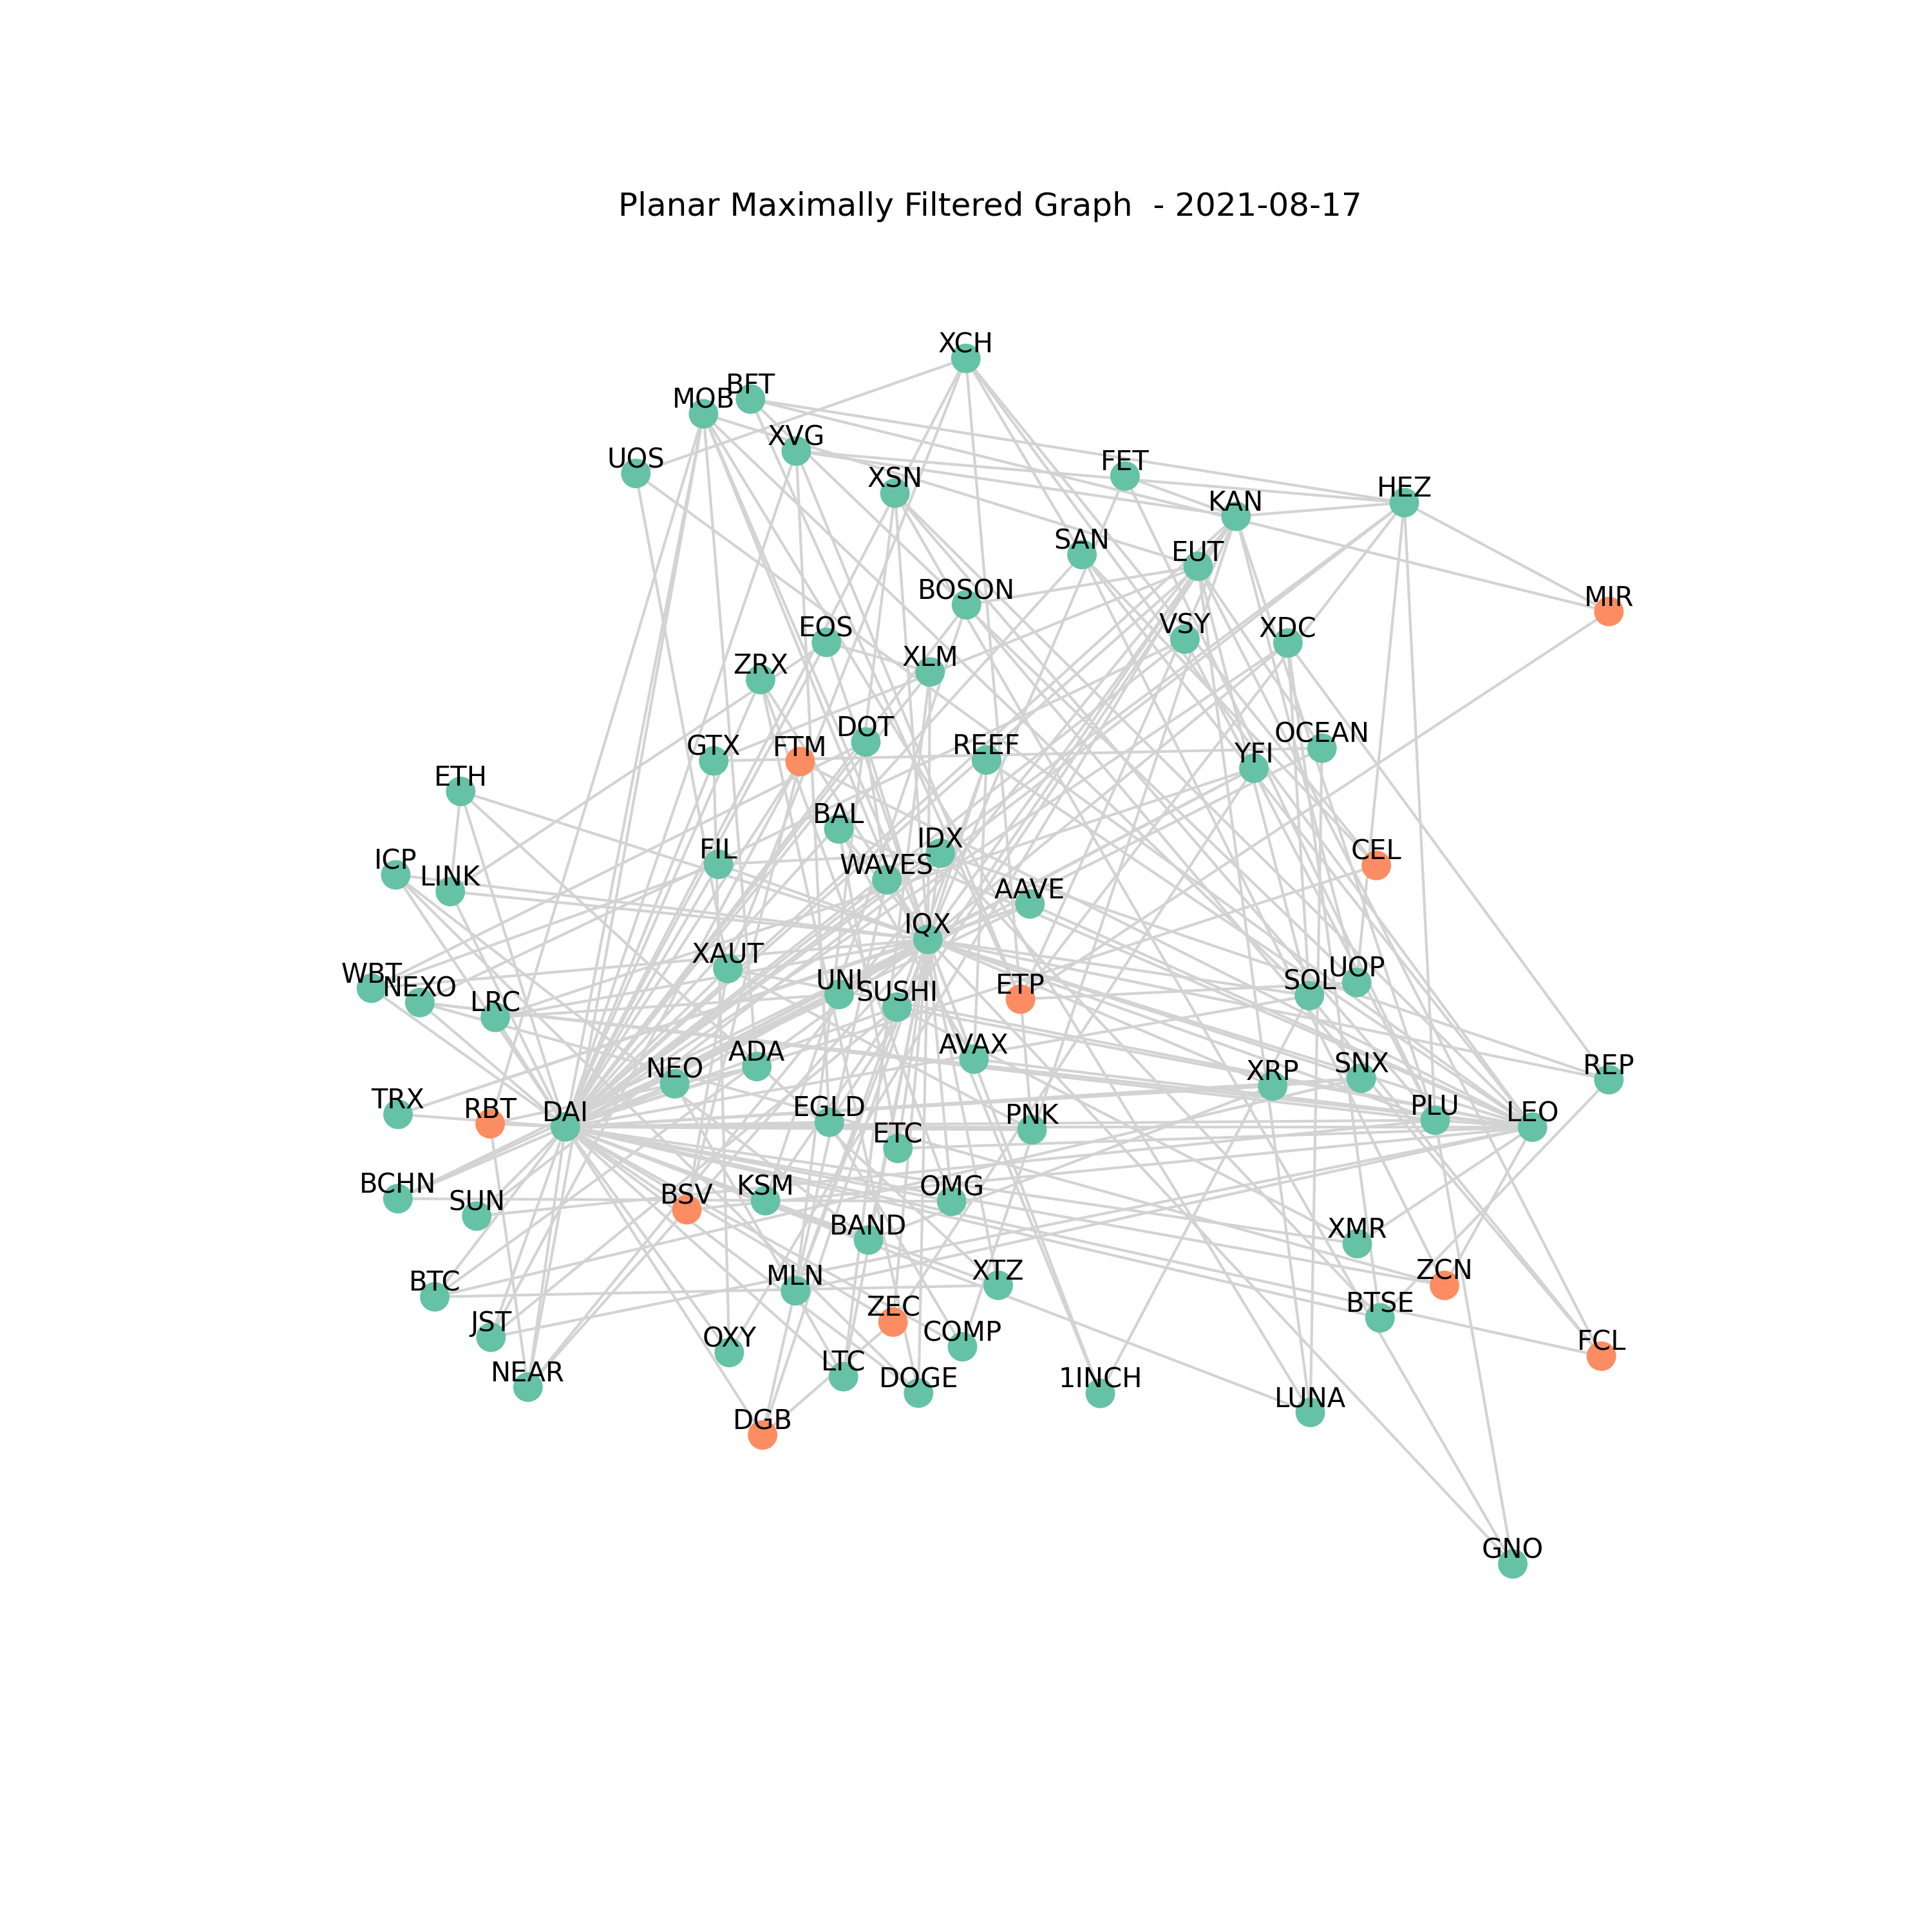 Planar Maximally Filtered Graph  - 2021-08-17
XCH
BFT
MOB
XVG
UOS
FET
XSN
HEZ
KAN
SAN
EUT
BOSON
MIR
EOS
VSY
XDC
XLM
ZRX
DOT
OCEAN
GTX
FTM
REEF
YFI
ETH
BAL
IDX
FIL
CEL
ICP
WAVES
LINK
AAVE
IQX
XAUT
UOP
WBT
UNI
ETP
SOL
NEXO
SUSHI
LRC
AVAX
ADA
SNX
REP
NEO
XRP
TRX
RBT
EGLD
PLU
DAI
PNK
LEO
ETC
BCHN
KSM
OMG
BSV
SUN
BAND
XMR
XTZ
ZCN
MLN
BTC
BTSE
ZEC
JST
COMP
OXY
FCL
LTC
NEAR
DOGE
1INCH
LUNA
DGB
GNO